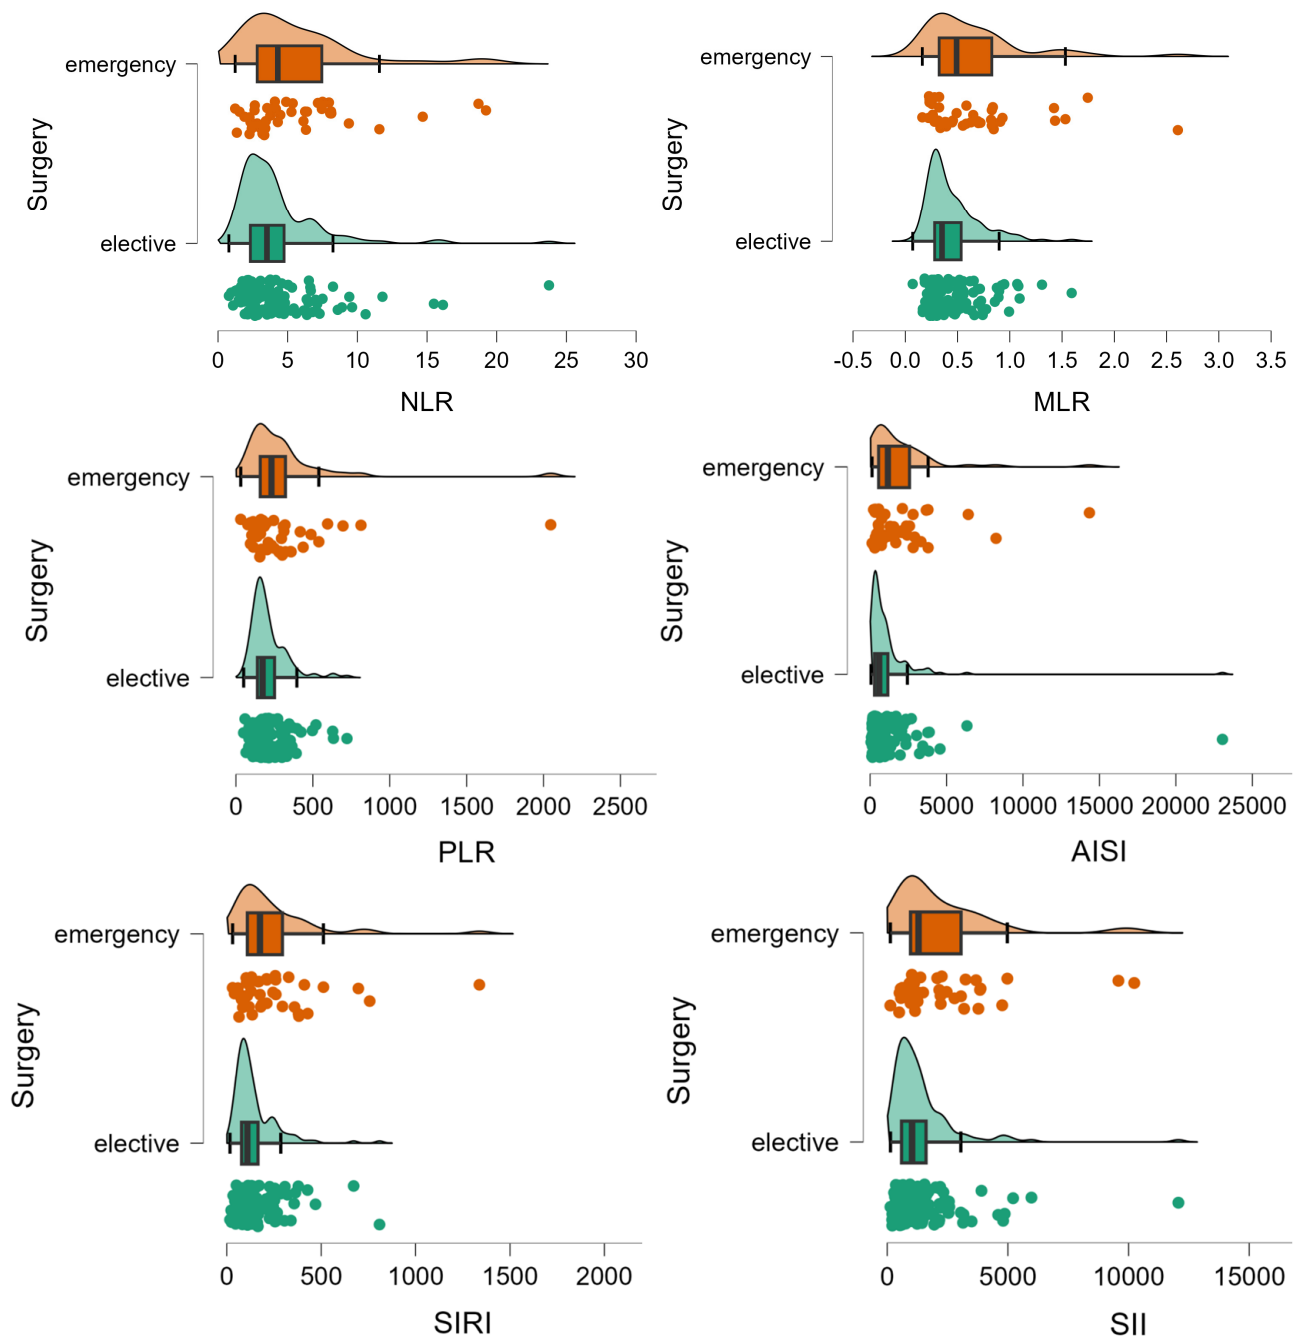 emergency
Surgery
elective
0 5 10 15 20 25 30
NLR
emergency
Surgery
elective
-0.5 0.0 0.5 1.0 1.5 2.0 2.5 3.0 3.5
MLR
emergency
Surgery
elective
0 500 1000 1500 2000 2500
PLR
emergency
Surgery
elective
0 5000 10000 15000 20000 25000
AISI
emergency
Surgery
elective
0 500 1000 1500 2000
SIRI
emergency
Surgery
elective
0 5000 10000 15000
SII